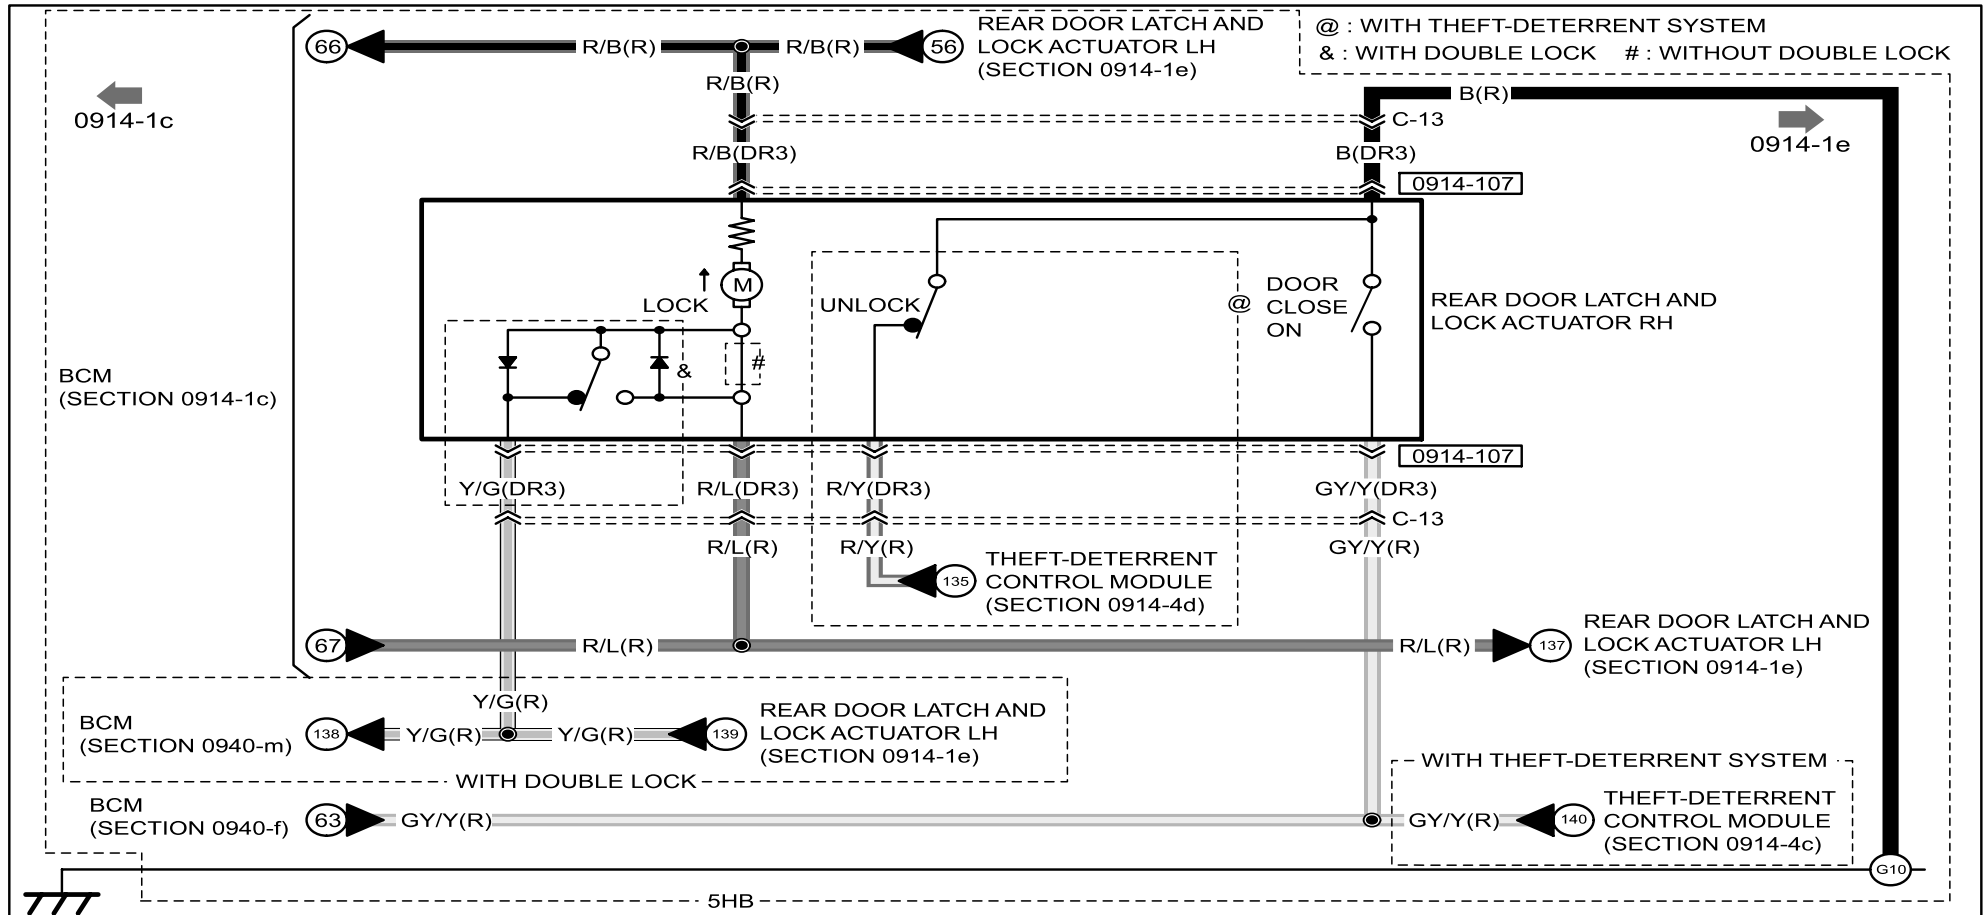 66
R/B(R)
R/B(R)
56
REAR DOOR LATCH AND
LOCK ACTUATOR LH
(SECTION 0914-1e)
@ : WITH THEFT-DETERRENT SYSTEM
& : WITH DOUBLE LOCK # : WITHOUT DOUBLE LOCK
R/B(R)
B(R)
0914-1c
C-13
0914-1e
R/B(DR3)
B(DR3)
0914-107
M
LOCK
UNLOCK
@
DOOR
CLOSE
ON
REAR DOOR LATCH AND
LOCK ACTUATOR RH
&
#
BCM
(SECTION 0914-1c)
0914-107
Y/G(DR3)
R/L(DR3)
R/Y(DR3)
GY/Y(DR3)
C-13
R/L(R)
R/Y(R)
GY/Y(R)
135
THEFT-DETERRENT
CONTROL MODULE
(SECTION 0914-4d)
67
R/L(R)
R/L(R)
137
REAR DOOR LATCH AND
LOCK ACTUATOR LH
(SECTION 0914-1e)
Y/G(R)
BCM
(SECTION 0940-m)
138
Y/G(R)
Y/G(R)
139
REAR DOOR LATCH AND
LOCK ACTUATOR LH
(SECTION 0914-1e)
WITH DOUBLE LOCK
WITH THEFT-DETERRENT SYSTEM
BCM
(SECTION 0940-f)
63
GY/Y(R)
GY/Y(R)
140
THEFT-DETERRENT
CONTROL MODULE
(SECTION 0914-4c)
G10
5HB